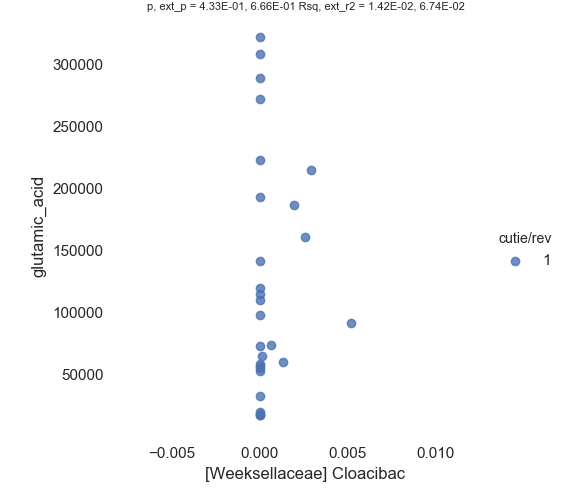 p, ext_p = 4.33E-01, 6.66E-01 Rsq, ext_r2 = 1.42E-02, 6.74E-02
300000
250000
200000
150000
100000
50000
glutamic_acid
cutie/rev
1
−0.005
0.000
0.005
0.010
[Weeksellaceae] Cloacibac